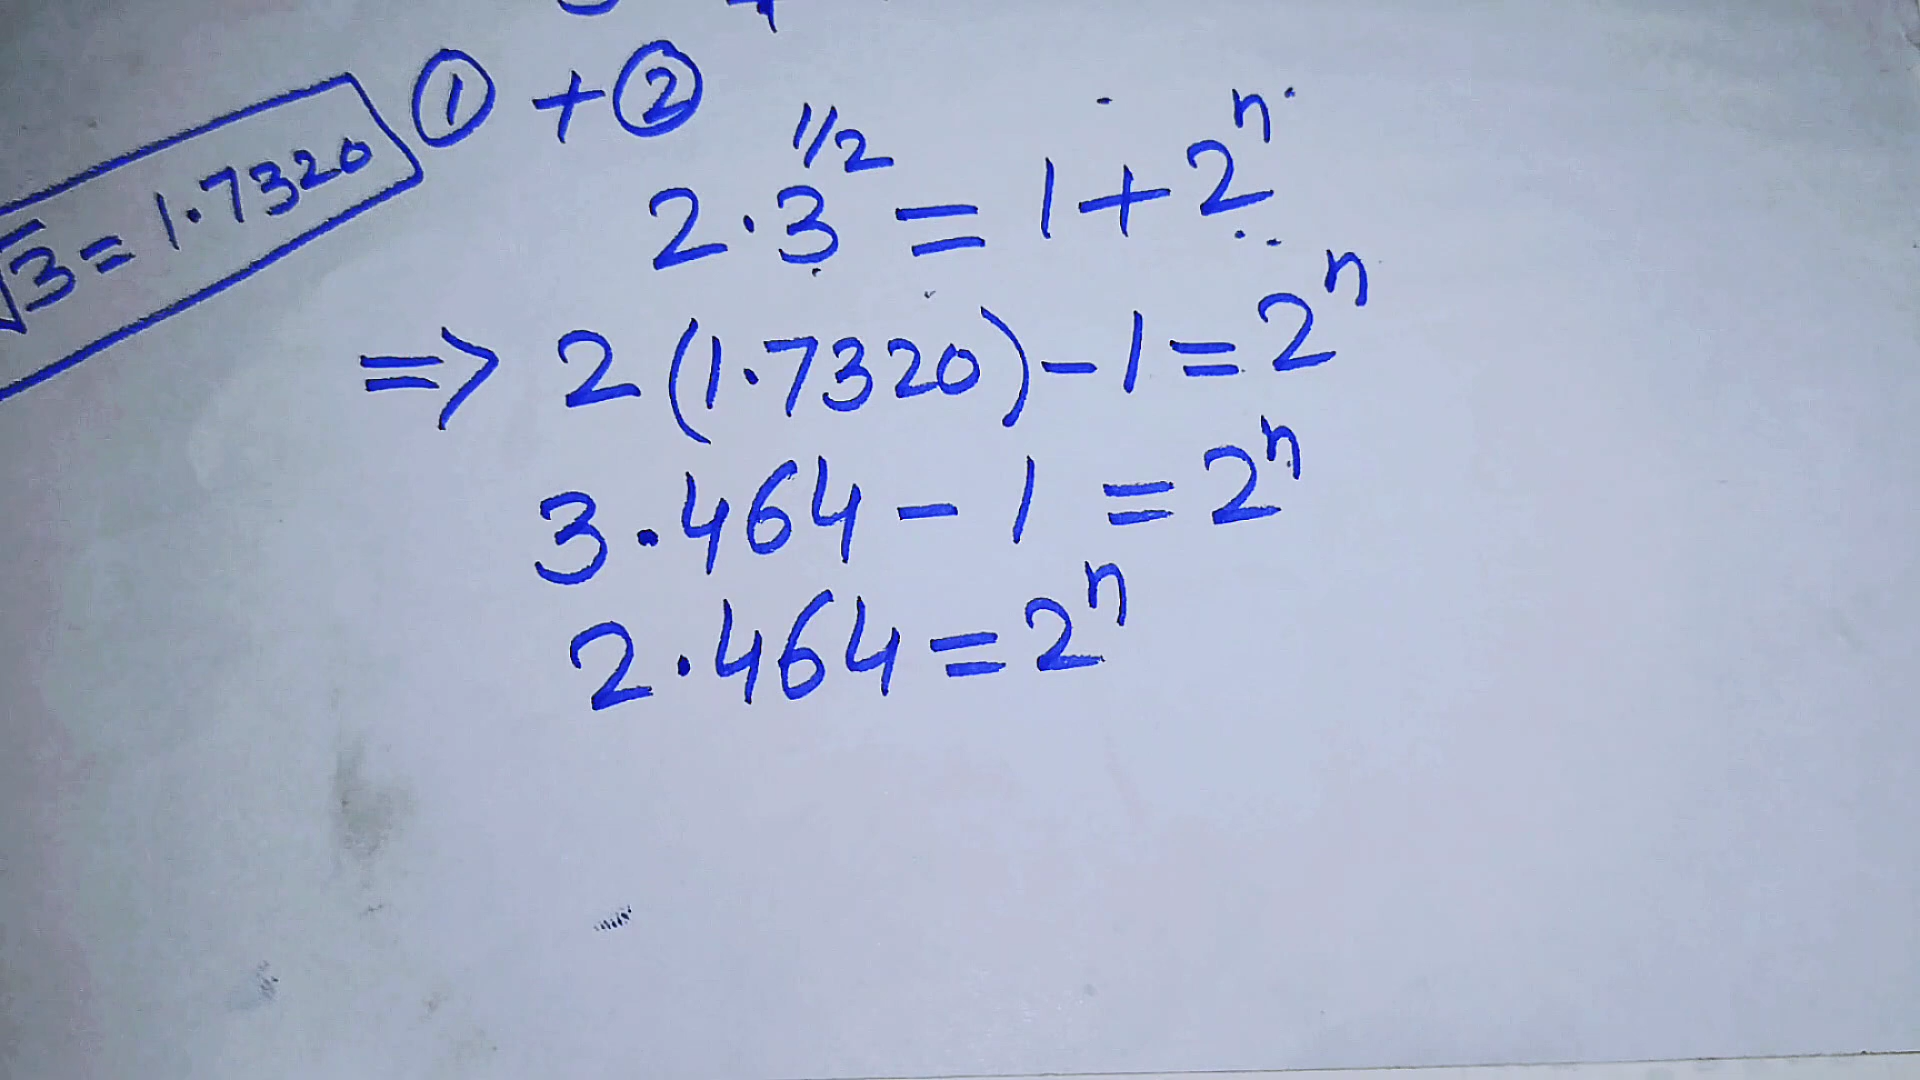 ① + ②
√3 = 1.7320
2·3^{1/2} = 1 + 2^n
=> 2 (1.7320) - 1 = 2^n
3.464 - 1 = 2^n
2.464 = 2^n